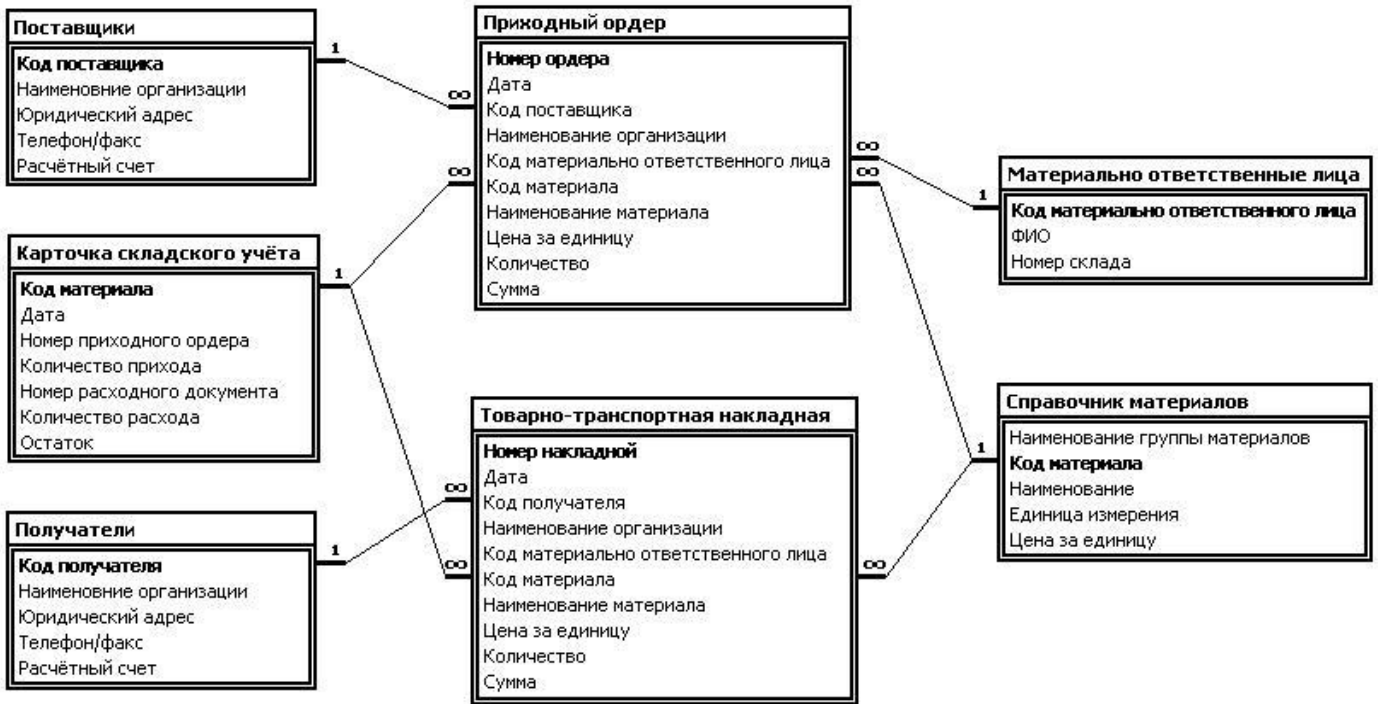 Поставщики
Код поставщика
Наименовние организации
Юридический адрес
Телефон/факс
Расчётный счет
1
∞
Приходный ордер
Номер ордера
Дата
Код поставщика
Наименование организации
Код материально ответственного лица
Код материала
Наименование материала
Цена за единицу
Количество
Сумма
∞
∞
∞
1
Материально ответственные лица
Код материально ответственного лица
ФИО
Номер склада
Карточка складского учёта
Код материала
Дата
Номер приходного ордера
Количество прихода
Номер расходного документа
Количество расхода
Остаток
1
Товарно-транспортная накладная
Номер накладной
Дата
Код получателя
Наименование организации
Код материально ответственного лица
Код материала
Наименование материала
Цена за единицу
Количество
Сумма
∞
∞
∞
1
Справочник материалов
Наименование группы материалов
Код материала
Наименование
Единица измерения
Цена за единицу
Получатели
Код получателя
Наименовние организации
Юридический адрес
Телефон/факс
Расчётный счет
1